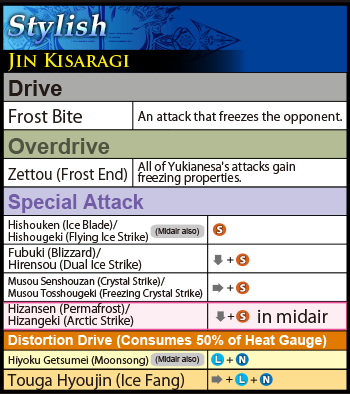 Stylish
JIN KISARAGI
Drive
Frost Bite An attack that freezes the opponent.
Overdrive
Zettou (Frost End) All of Yukianesa's attacks gain
freezing properties.
Special Attack
Hishouken (Ice Blade)/
Hishougeki (Flying Ice Strike) (Midair also) S
Fubuki (Blizzard)/
Hirensou (Dual Ice Strike) + S
Musou Senshouzan (Crystal Strike)/
Musou Tosshougeki (Freezing Crystal Strike) + S
Hizansen (Permafrost)/
Hizangeki (Arctic Strike) + S in midair
Distortion Drive (Consumes 50% of Heat Gauge)
Hiyoku Getsumei (Moonsong) (Midair also) L + N
Touga Hyoujin (Ice Fang) + L + N